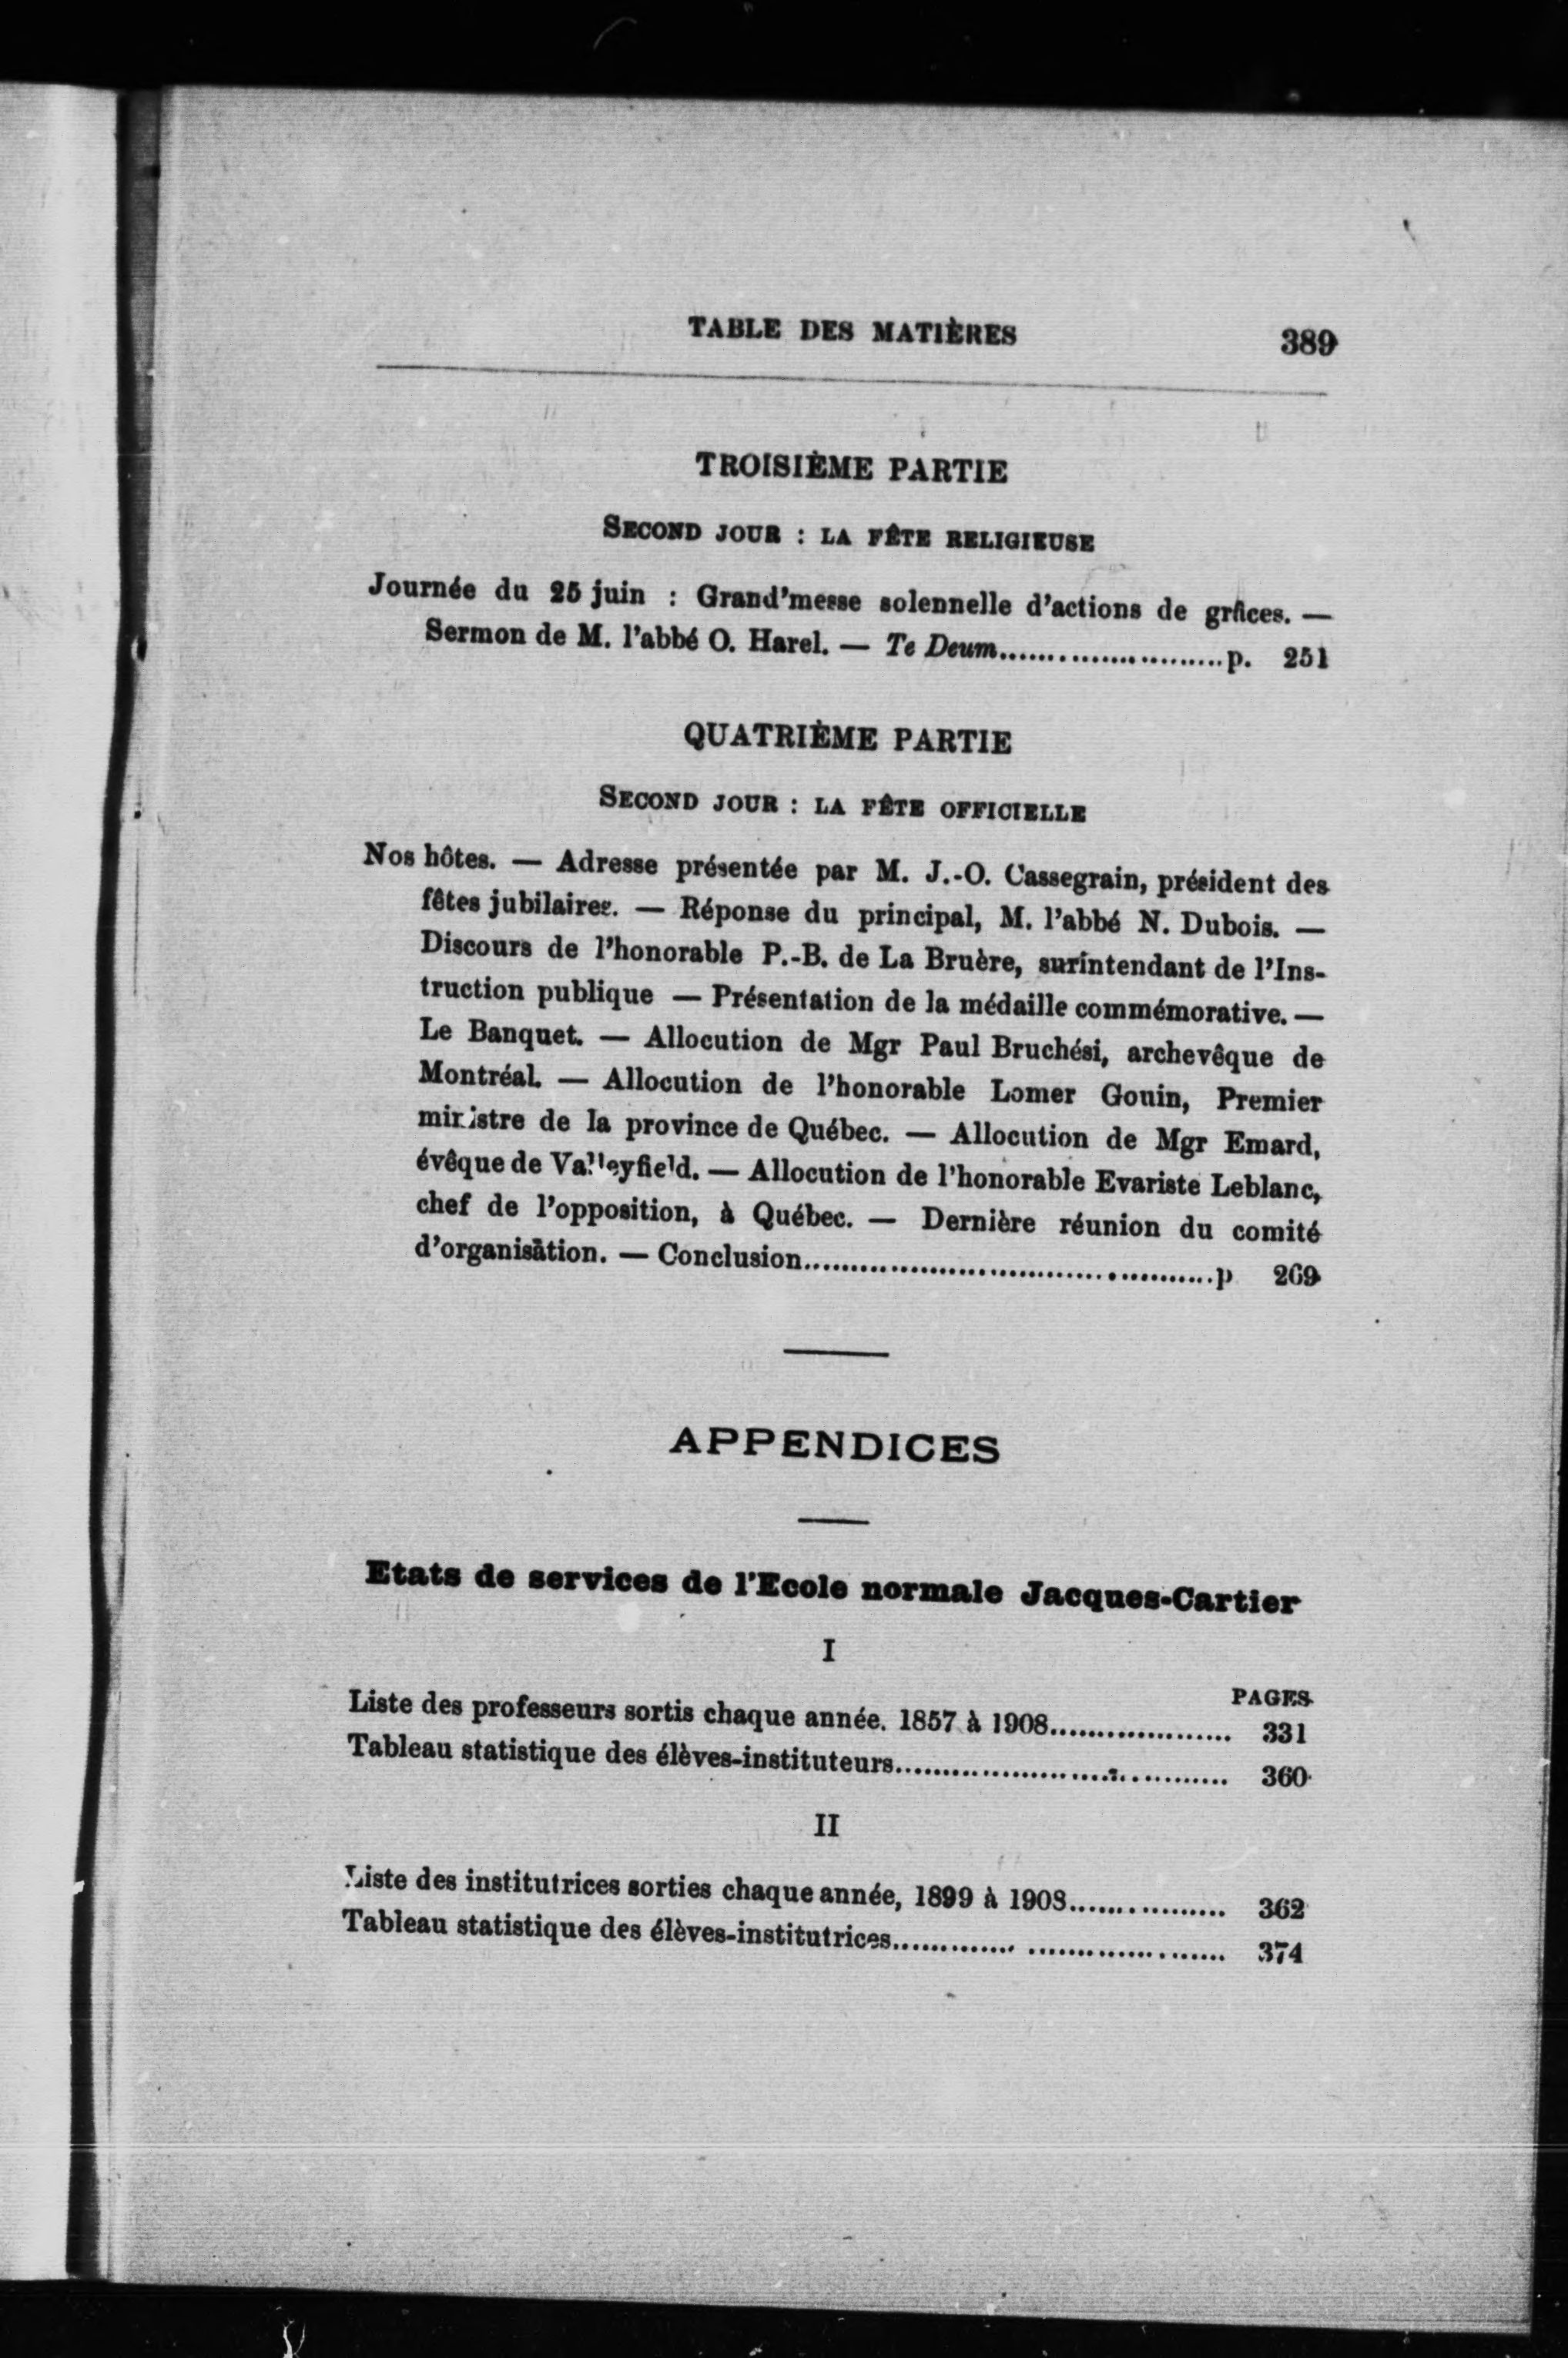 TABLE DES MATIÈRES 389
TROISIÈME PARTIE
SECOND JOUR : LA FÊTE RELIGIEUSE
Journée du 25 juin : Grand'messe solennelle d'actions de grâces. —
Sermon de M. l'abbé O. Harel. — Te Deum........................p. 251
QUATRIÈME PARTIE
SECOND JOUR : LA FÊTE OFFICIELLE
Nos hôtes. — Adresse présentée par M. J.-O. Cassegrain, président des
fêtes jubilaires. — Réponse du principal, M. l'abbé N. Dubois. —
Discours de l'honorable P.-B. de La Bruère, surintendant de l'Ins-
truction publique — Présentation de la médaille commémorative. —
Le Banquet. — Allocution de Mgr Paul Bruchési, archevêque de
Montréal. — Allocution de l'honorable Lomer Gouin, Premier
ministre de la province de Québec. — Allocution de Mgr Emard,
évêque de Valleyfield. — Allocution de l'honorable Evariste Leblanc,
chef de l'opposition, à Québec. — Dernière réunion du comité
d'organisation. — Conclusion............................................p 269
APPENDICES
Etats de services de l'Ecole normale Jacques-Cartier
I
PAGES
Liste des professeurs sortis chaque année. 1857 à 1908................... 331
Tableau statistique des élèves-instituteurs.................................... 360
II
Liste des institutrices sorties chaque année, 1899 à 1908................. 362
Tableau statistique des élèves-institutrices.................................... 374